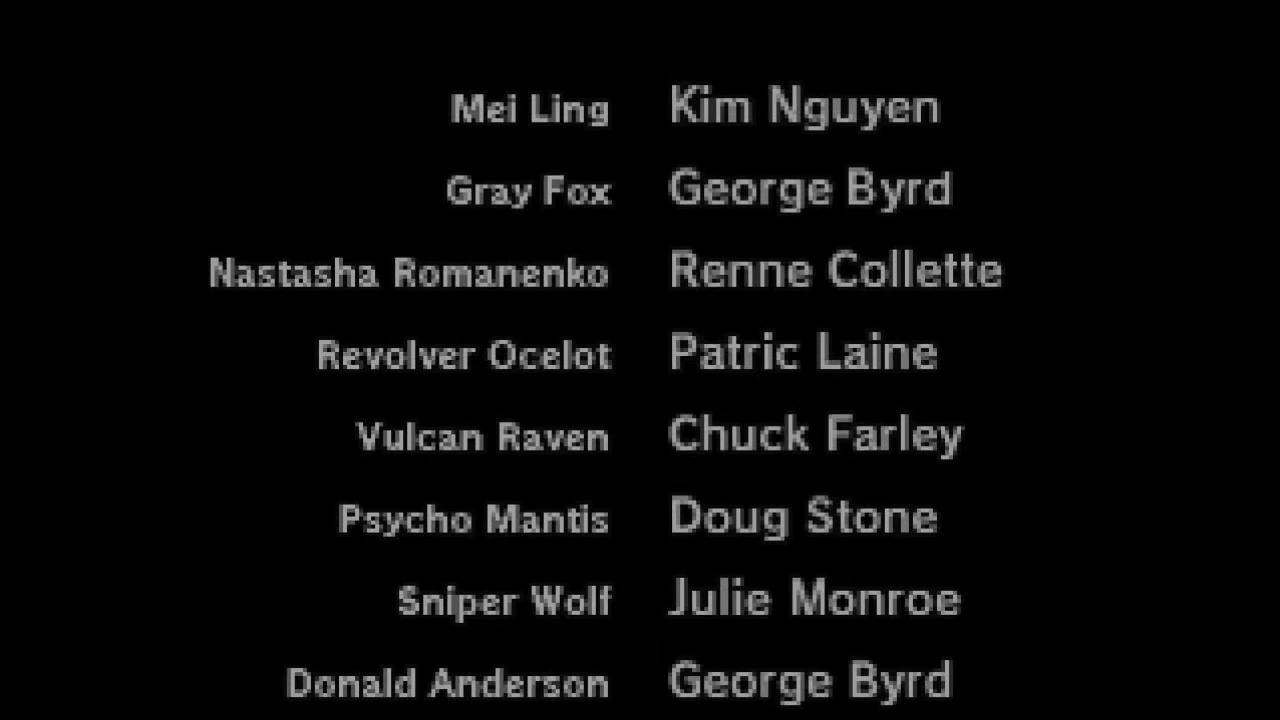 Mei Ling Kim Nguyen
Gray Fox George Byrd
Nastasha Romanenko Renne Collette
Revolver Ocelot Patric Laine
Vulcan Raven Chuck Farley
Psycho Mantis Doug Stone
Sniper Wolf Julie Monroe
Donald Anderson George Byrd